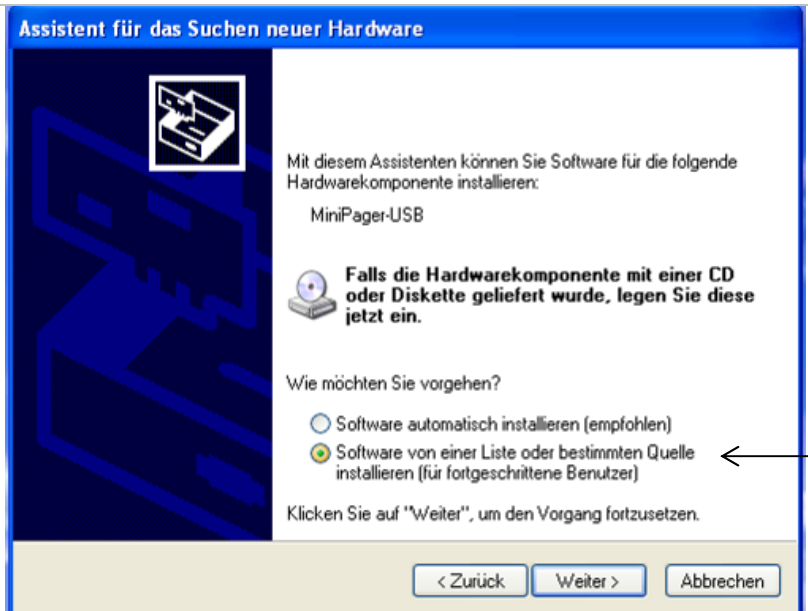 Assistent für das Suchen neuer Hardware
Mit diesem Assistenten können Sie Software für die folgende
Hardwarekomponente installieren:
MiniPager-USB
Falls die Hardwarekomponente mit einer CD
oder Diskette geliefert wurde, legen Sie diese
jetzt ein.
Wie möchten Sie vorgehen?
Software automatisch installieren (empfohlen)
Software von einer Liste oder bestimmten Quelle
installieren (für fortgeschrittene Benutzer)
Klicken Sie auf "Weiter", um den Vorgang fortzusetzen.
< Zurück Weiter > Abbrechen